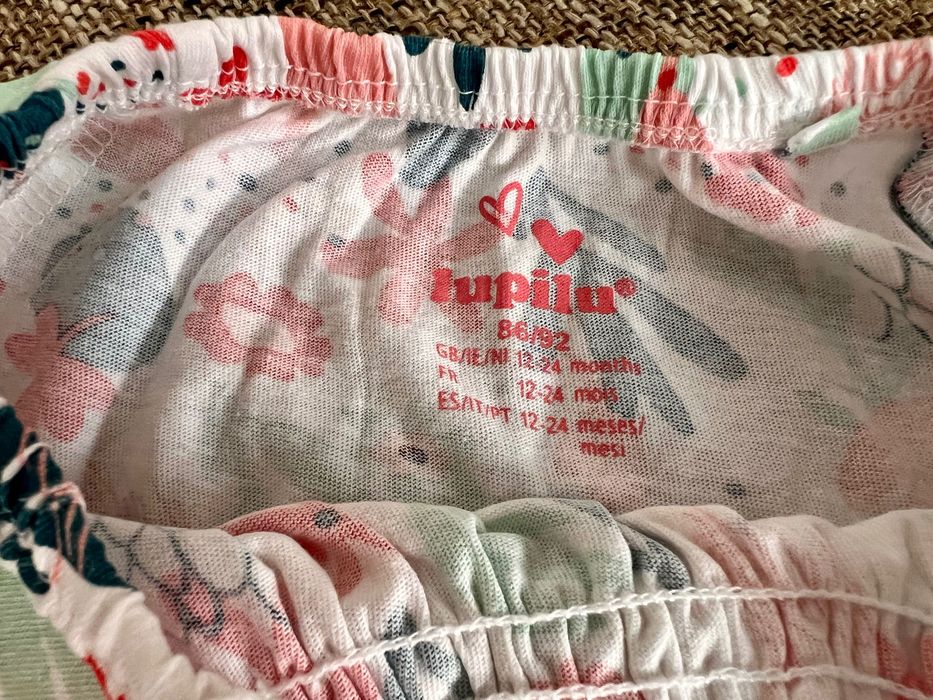 lupilu®
86/92
GB/IE/NI 12-24 months
FR 12-24 mois
ES/IT/PT 12-24 meses/
mesi